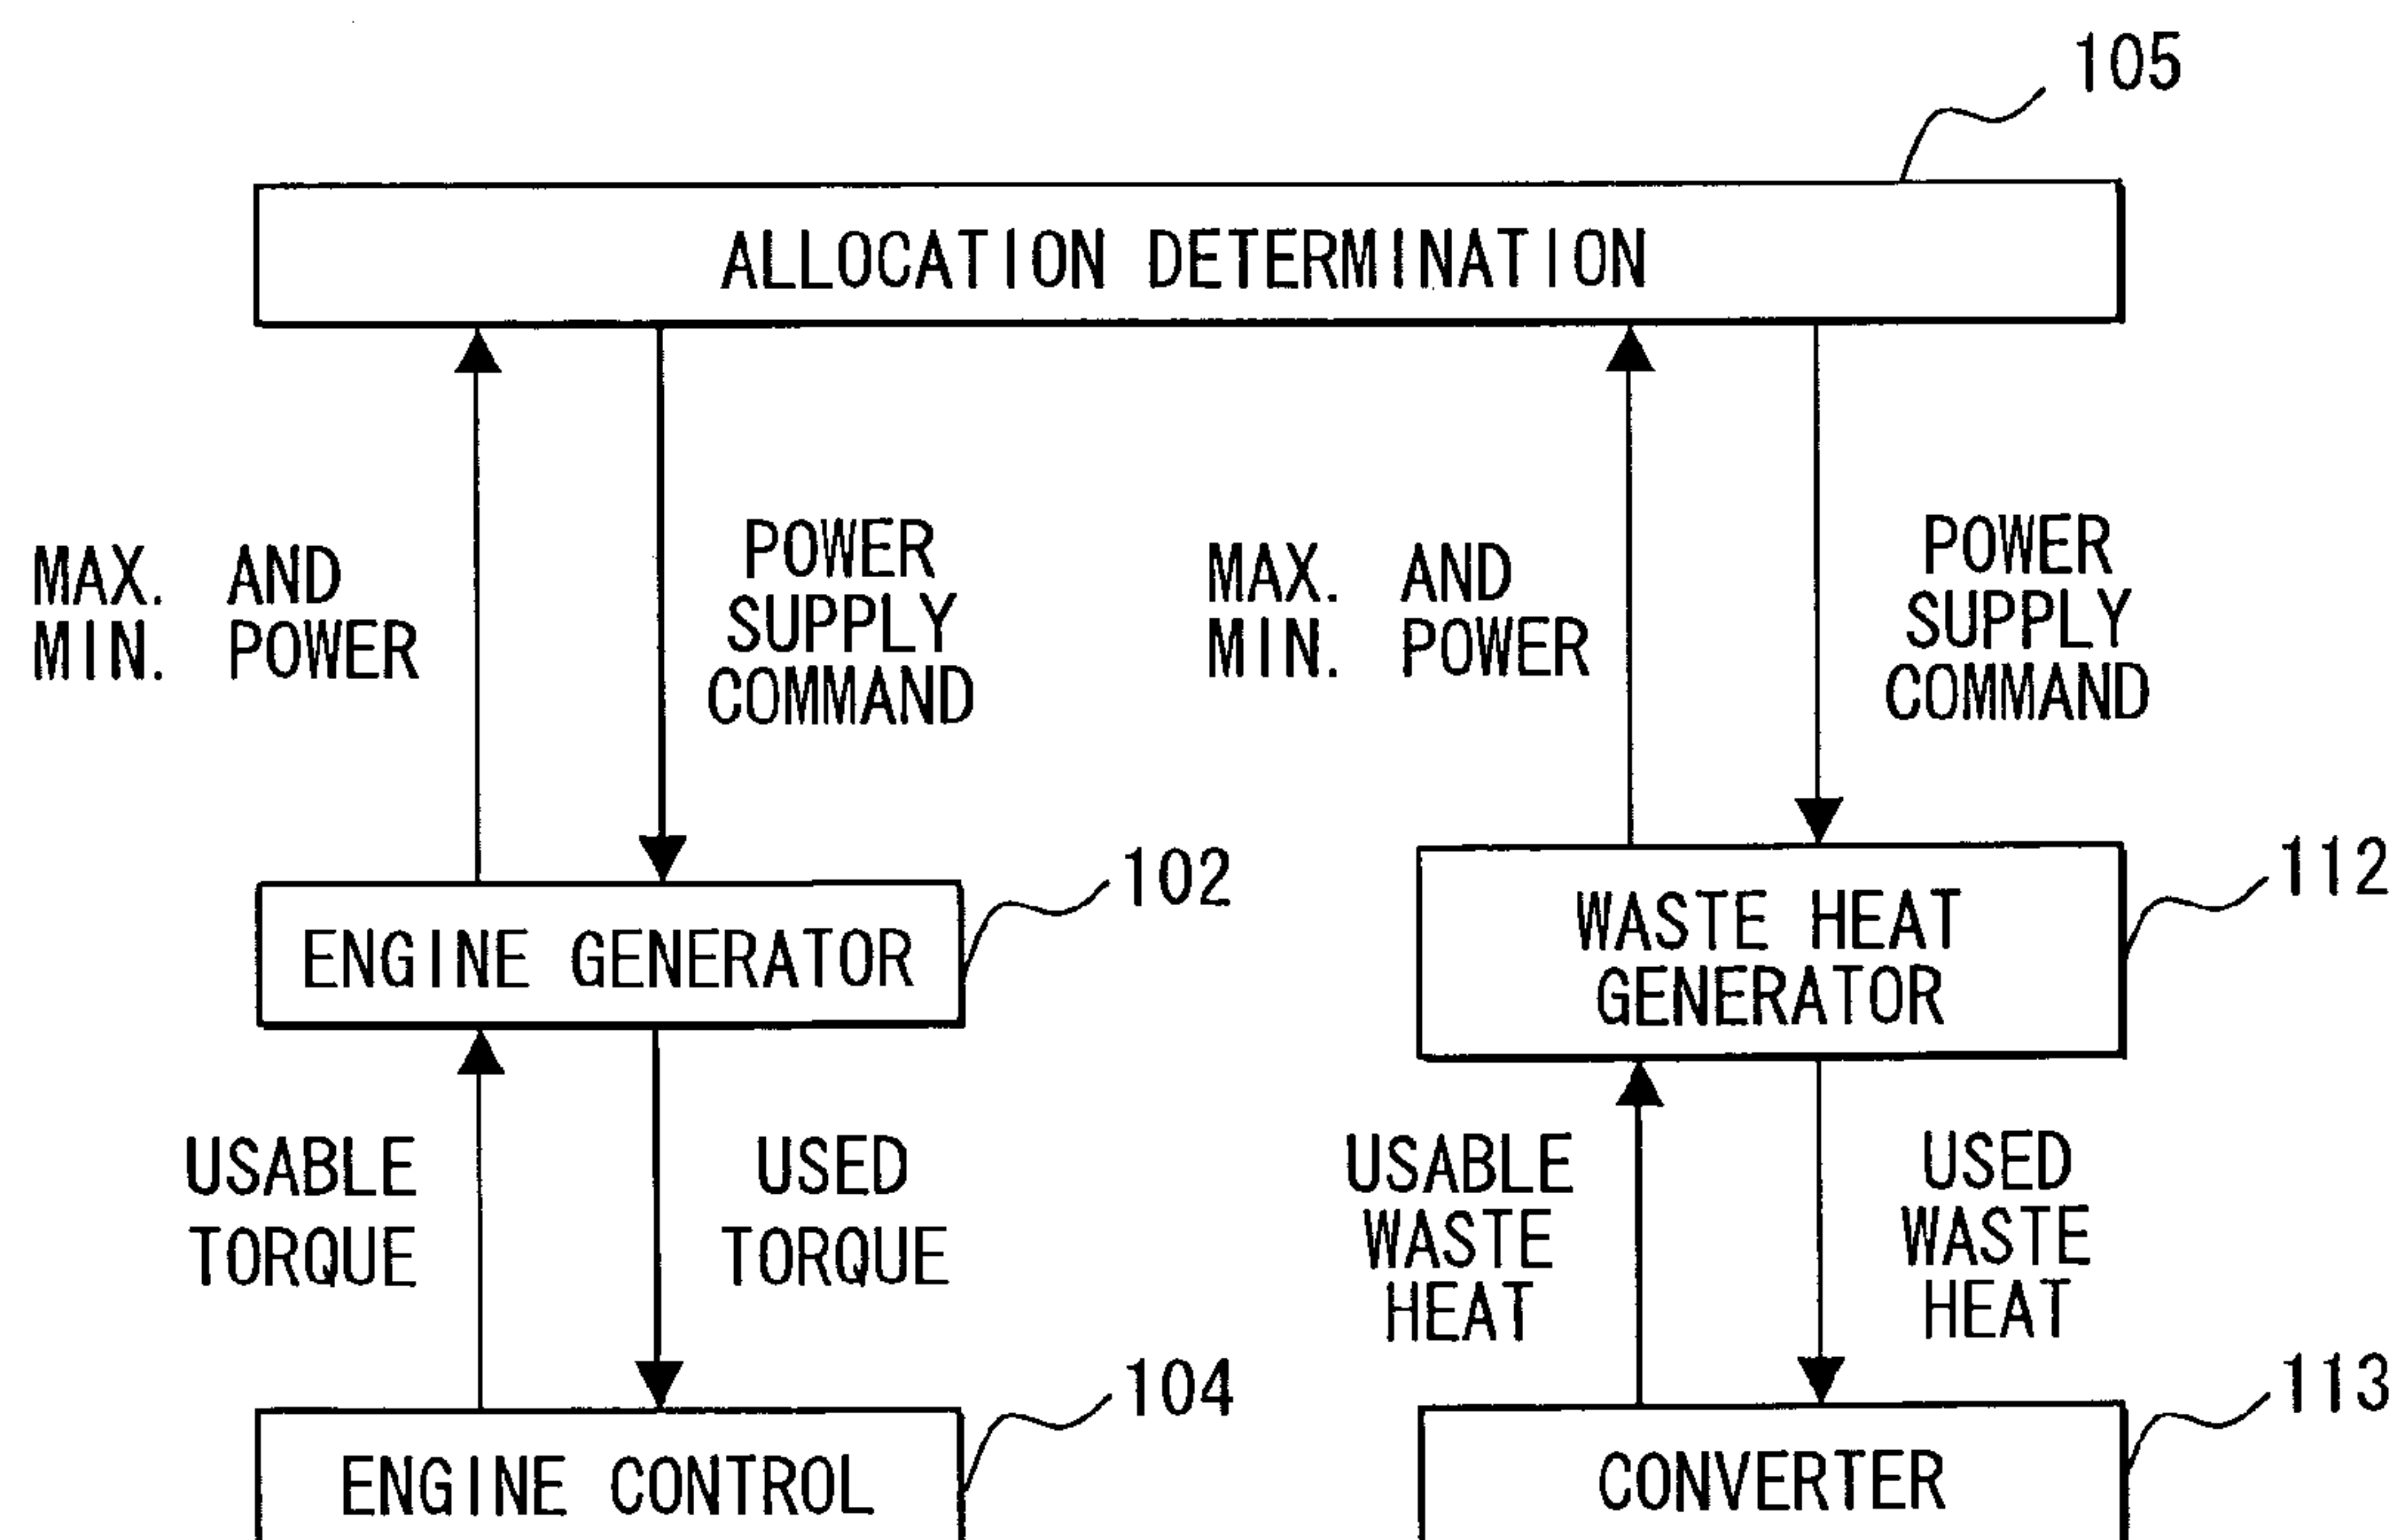 105
ALLOCATION DETERMINATION
MAX. AND
MIN. POWER
POWER
SUPPLY
COMMAND
MAX. AND
MIN. POWER
POWER
SUPPLY
COMMAND
102
ENGINE GENERATOR
112
WASTE HEAT
GENERATOR
USABLE
TORQUE
USED
TORQUE
USABLE
WASTE
HEAT
USED
WASTE
HEAT
104
ENGINE CONTROL
113
CONVERTER